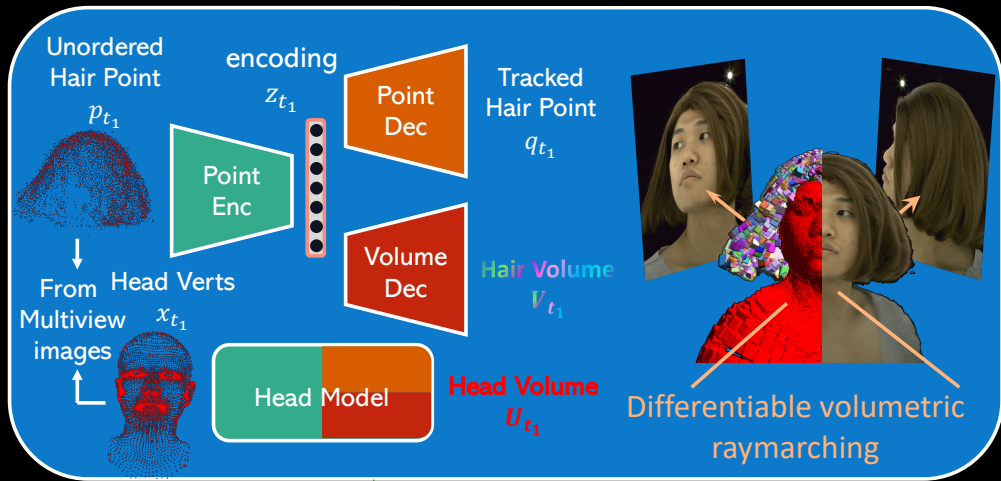 Unordered
Hair Point
p_{t_1}
encoding
z_{t_1}
Point
Enc
Point
Dec
Tracked
Hair Point
q_{t_1}
Volume
Dec
Hair Volume
V_{t_1}
From
Multiview
images
Head Verts
x_{t_1}
Head Model
Head Volume
U_{t_1}
Differentiable volumetric
raymarching